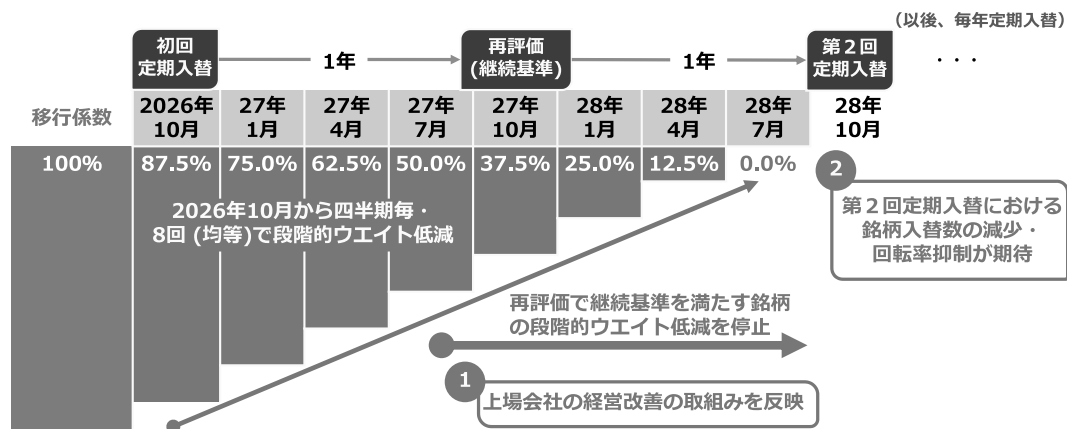 （以後、毎年定期入替）
初回
定期入替
1年
再評価
(継続基準)
1年
第２回
定期入替
・・・
移行係数
2026年
10月
27年
1月
27年
4月
27年
7月
27年
10月
28年
1月
28年
4月
28年
7月
28年
10月
100%
87.5%
75.0%
62.5%
50.0%
37.5%
25.0%
12.5%
0.0%
2026年10月から四半期毎・
8回 (均等)で段階的ウエイト低減
2
第２回定期入替における
銘柄入替数の減少・
回転率抑制が期待
再評価で継続基準を満たす銘柄
の段階的ウエイト低減を停止
1
上場会社の経営改善の取組みを反映